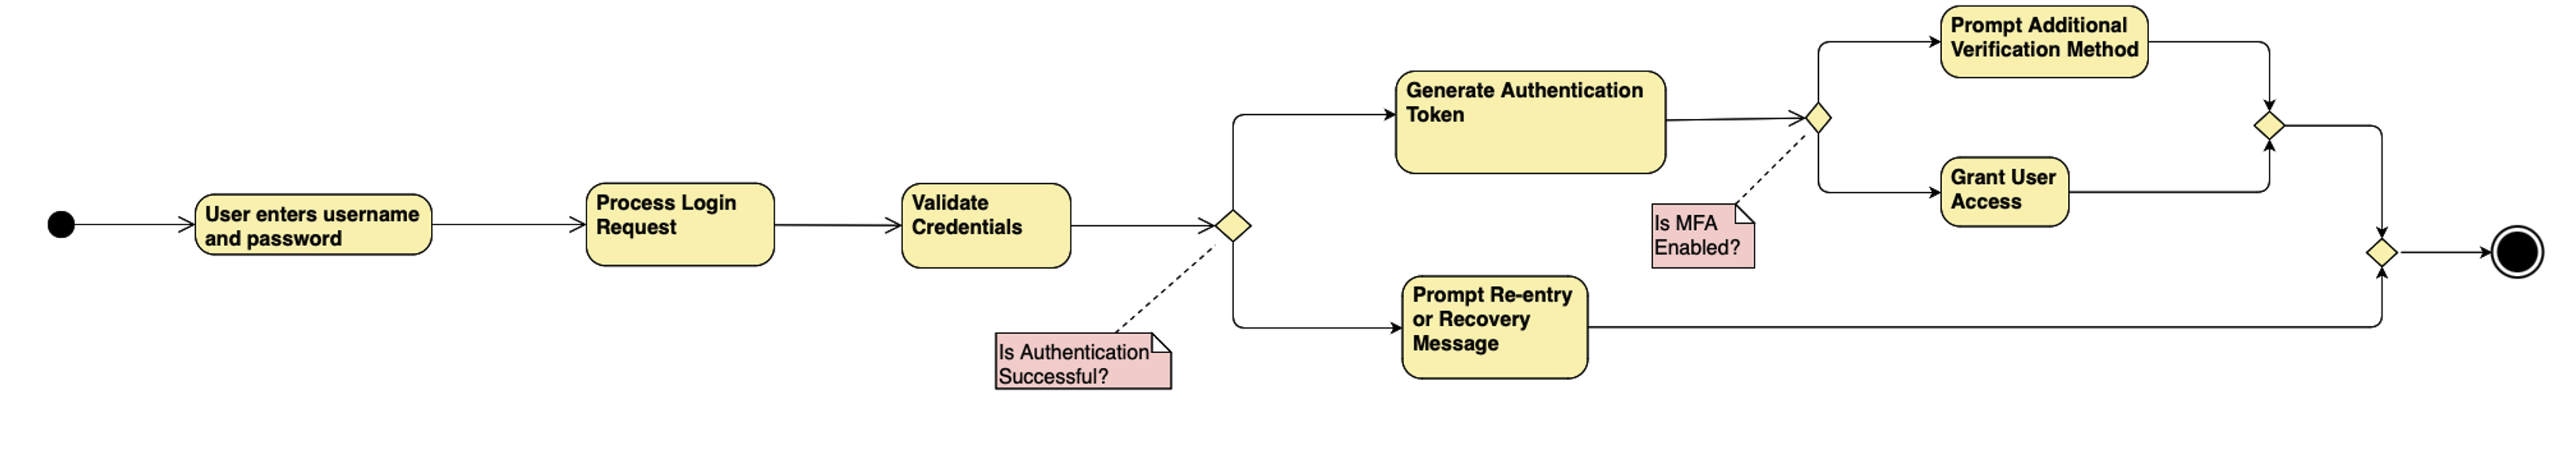 User enters username
and password
Process Login
Request
Validate
Credentials
Is Authentication
Successful?
Generate Authentication
Token
Prompt Re-entry
or Recovery
Message
Is MFA
Enabled?
Prompt Additional
Verification Method
Grant User
Access